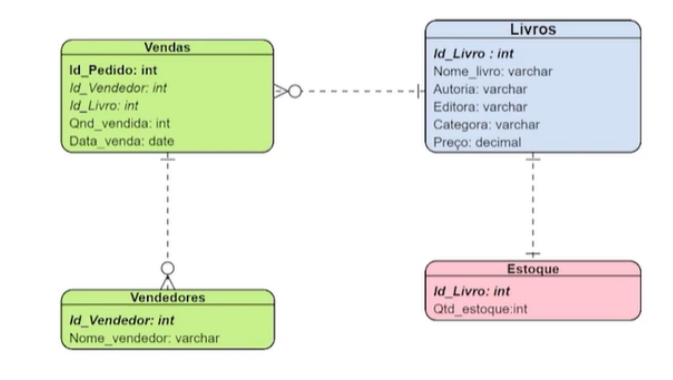 Vendas
Id_Pedido: int
Id_Vendedor: int
Id_Livro: int
Qnd_vendida: int
Data_venda: date
Livros
Id_Livro : int
Nome_livro: varchar
Autoria: varchar
Editora: varchar
Categora: varchar
Preço: decimal
Vendedores
Id_Vendedor: int
Nome_vendedor: varchar
Estoque
Id_Livro: int
Qtd_estoque:int